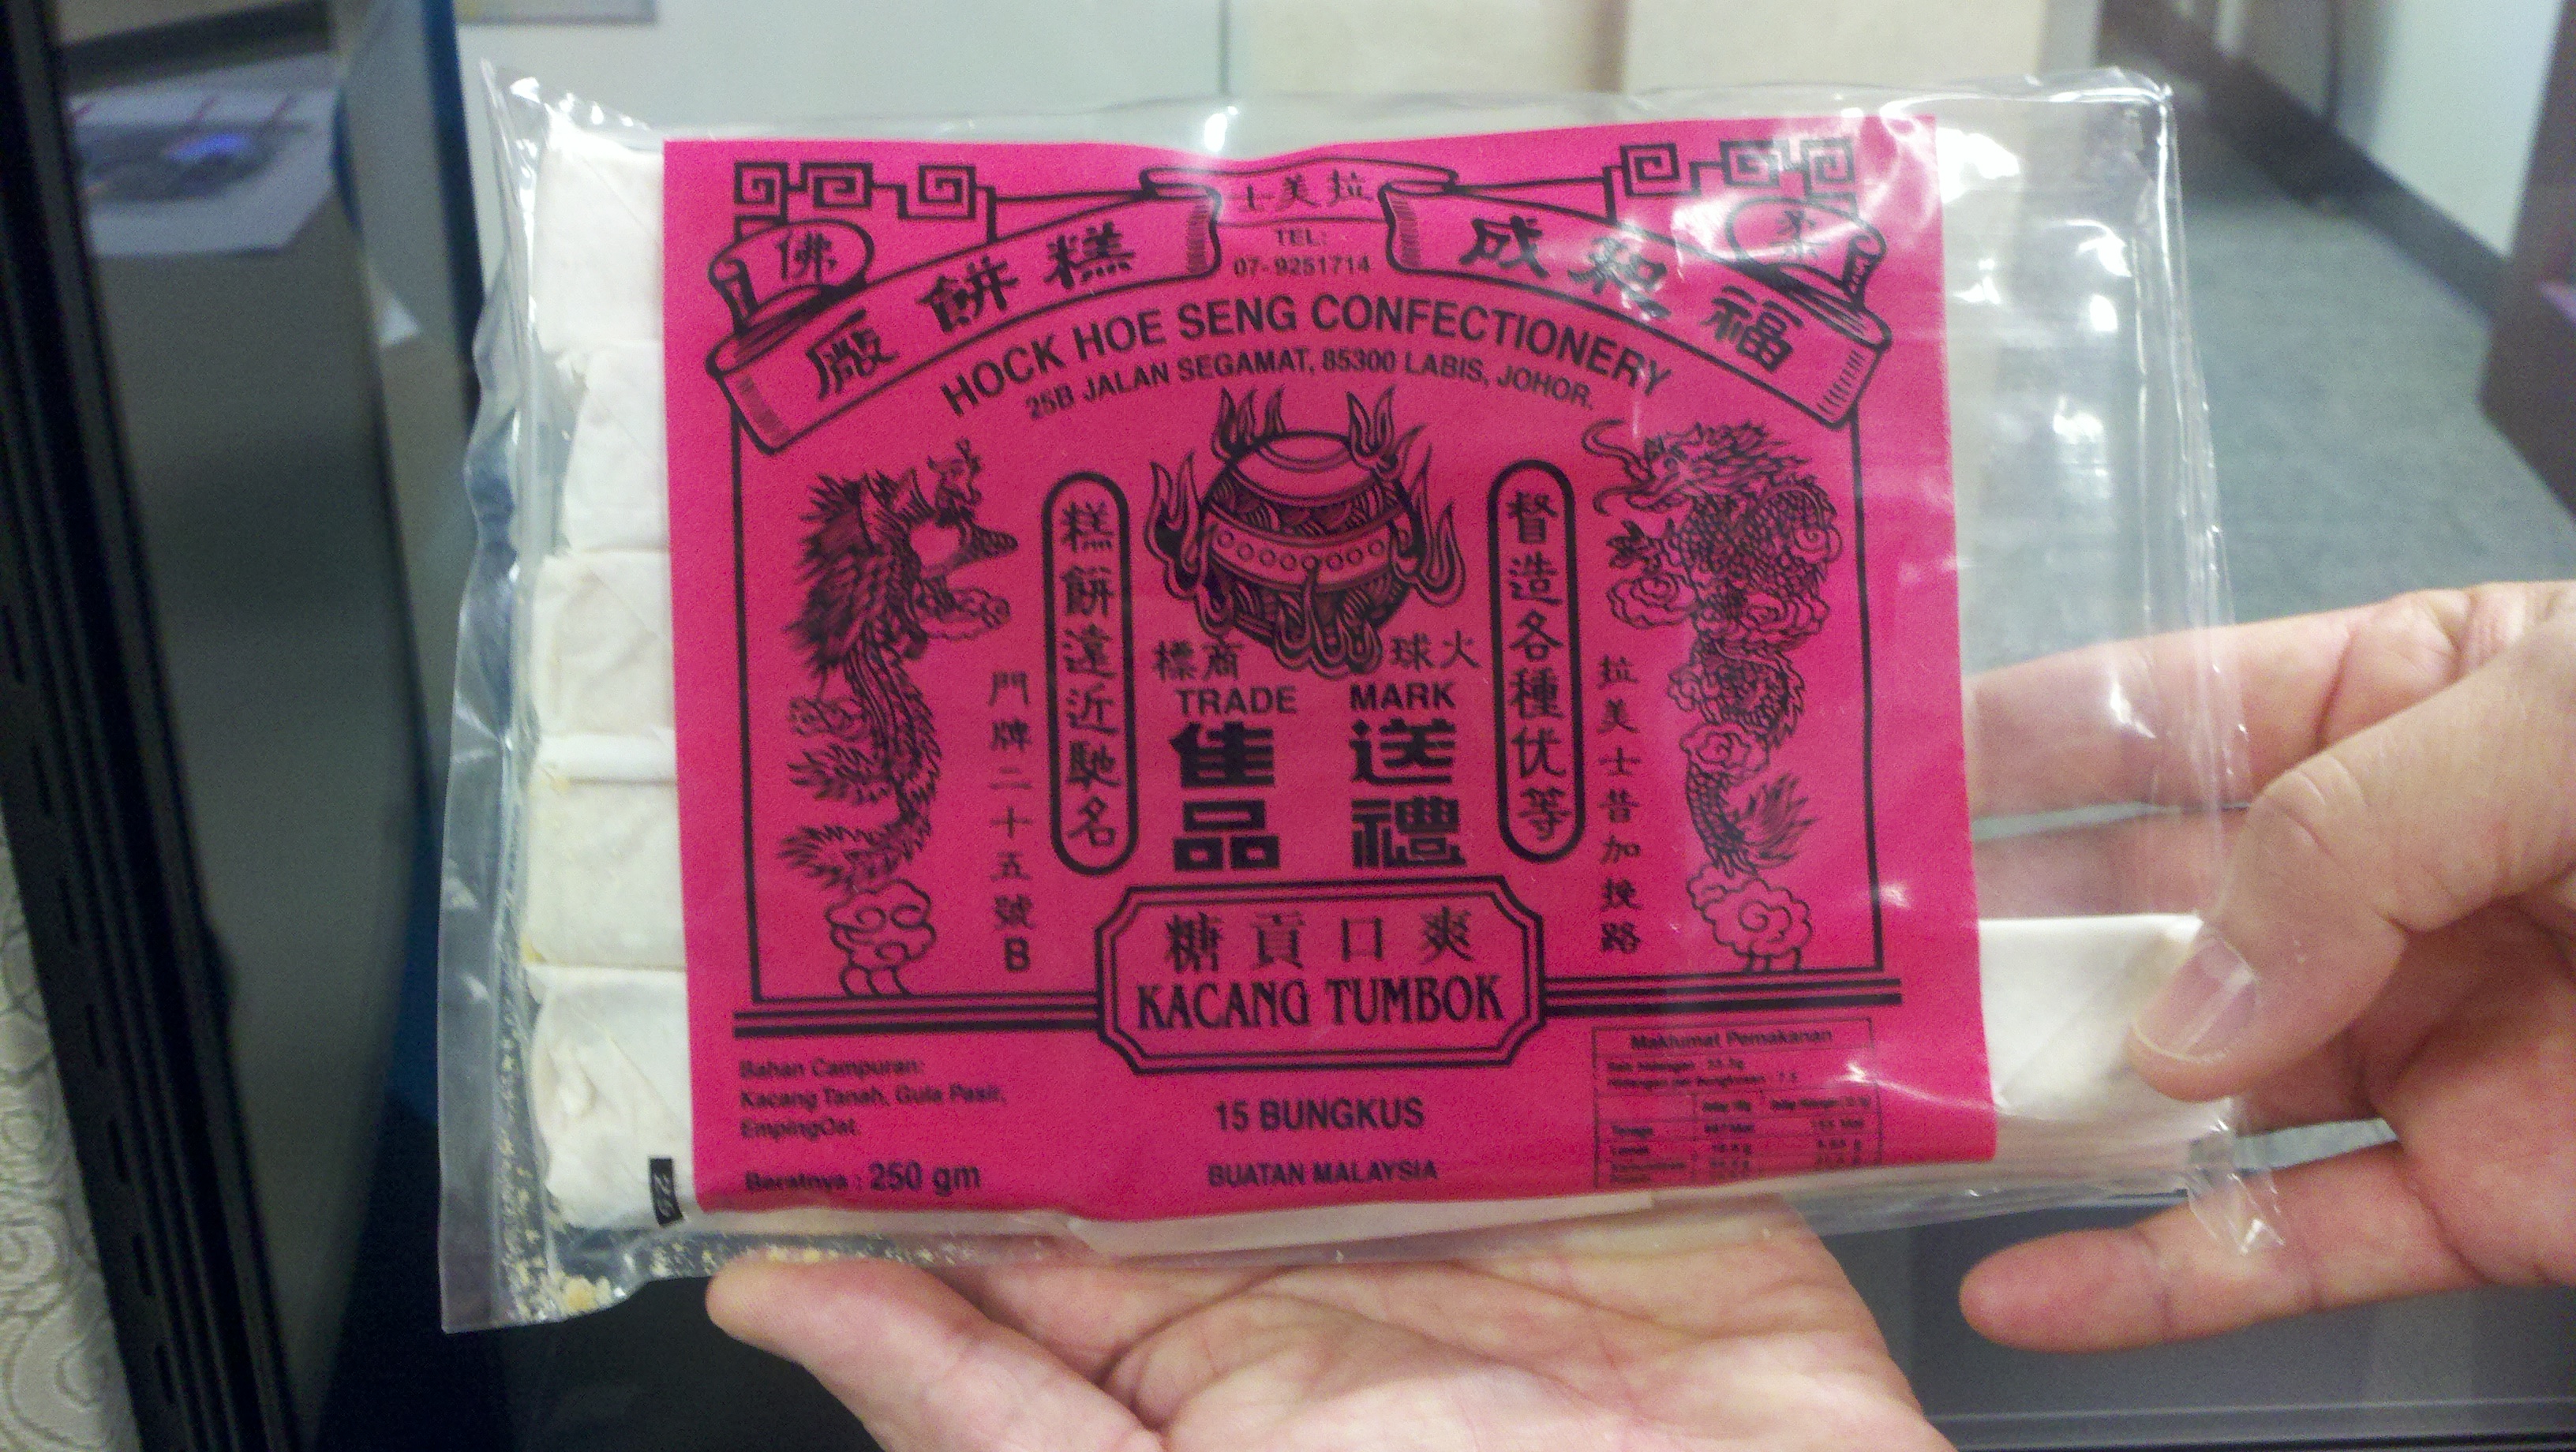 拉美士
TEL:
07-9251714
福和成
糕餅廠
佛
HOCK HOE SENG CONFECTIONERY
25B JALAN SEGAMAT, 85300 LABIS, JOHOR.
拉美士昔加挽路
督造各種优等
火球
商標
TRADE MARK
送禮
佳品
糕餅遠近馳名
門牌二十五號B
爽口貢糖
KACANG TUMBOK
Bahan Campuran:
Kacang Tanah, Gula Pasir,
EmpingOat.
Beratnya : 250 gm
15 BUNGKUS
BUATAN MALAYSIA
Maklumat Pemakanan